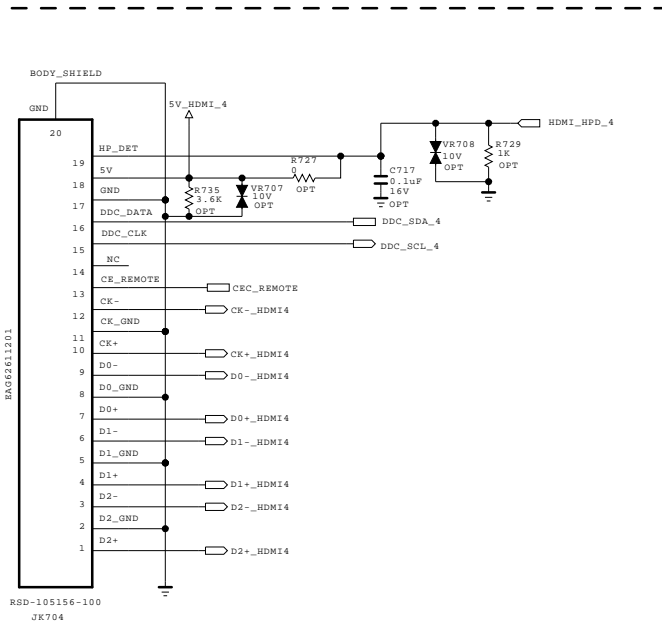 BODY_SHIELD
GND
20
5V_HDMI_4
HDMI_HPD_4
19 HP_DET
18 5V
17 GND
16 DDC_DATA
15 DDC_CLK
14 NC
13 CE_REMOTE
12 CK-
11 CK_GND
10 CK+
9 D0-
8 D0_GND
7 D0+
6 D1-
5 D1_GND
4 D1+
3 D2-
2 D2_GND
1 D2+
R735
3.6K
OPT
VR707
10V
OPT
R727
0
OPT
C717
0.1uF
16V
OPT
VR708
10V
OPT
R729
1K
OPT
DDC_SDA_4
DDC_SCL_4
CEC_REMOTE
CK-_HDMI4
CK+_HDMI4
D0-_HDMI4
D0+_HDMI4
D1-_HDMI4
D1+_HDMI4
D2-_HDMI4
D2+_HDMI4
EAG62611201
RSD-105156-100
JK704